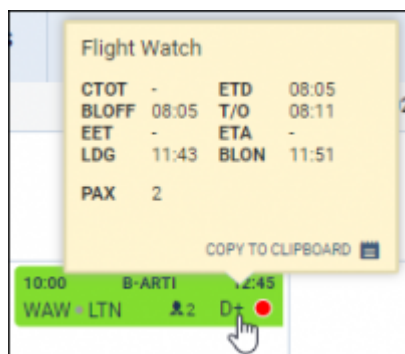 Flight Watch
CTOT - ETD 08:05
BLOFF 08:05 T/O 08:11
EET - ETA -
LDG 11:43 BLON 11:51
PAX 2
COPY TO CLIPBOARD
10:00 B-ARTI 12:45
WAW LTN 2 D+